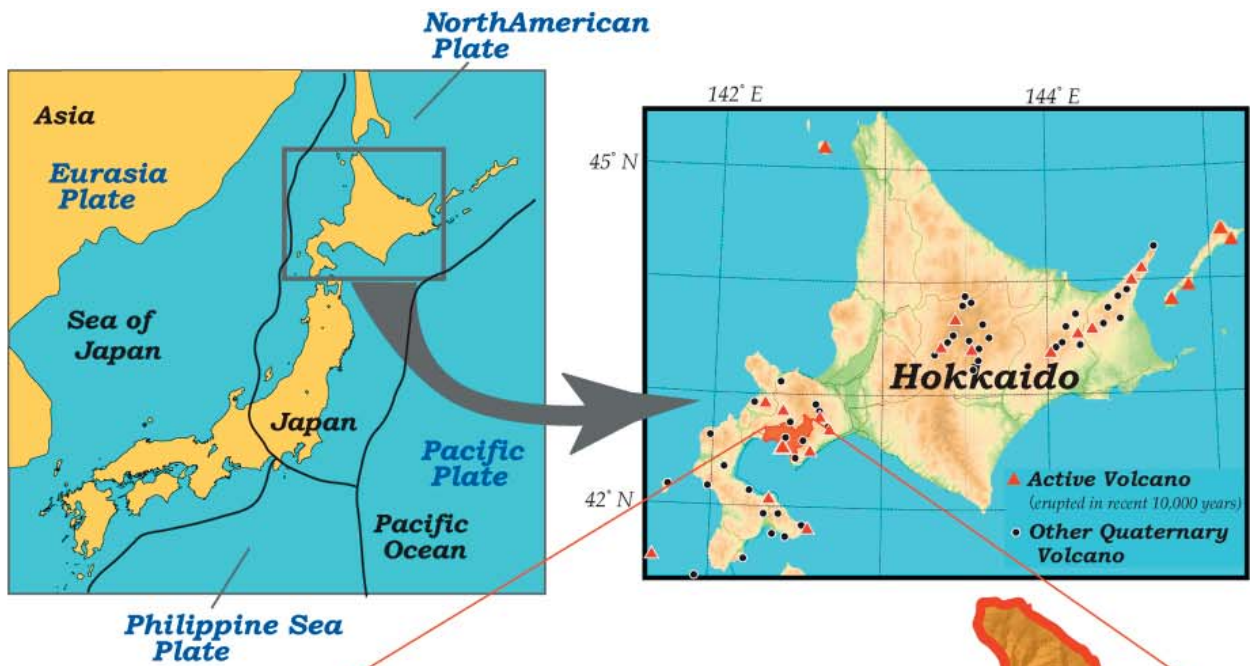 NorthAmerican
Plate
Asia
Eurasia
Plate
Sea of
Japan
Japan
Pacific
Plate
Pacific
Ocean
Philippine Sea
Plate
142° E
144° E
45° N
42° N
Hokkaido
Active Volcano
(erupted in recent 10,000 years)
Other Quaternary
Volcano